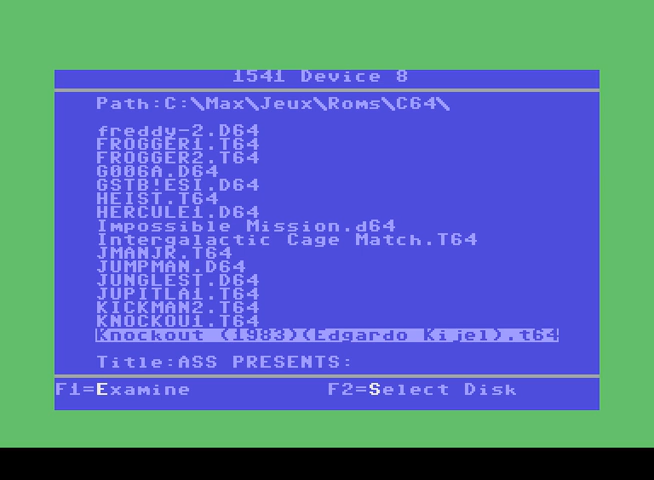 1541 Device 8
Path:C:\Max\Jeux\Roms\C64\
freddy-2.D64
FROGGER1.T64
FROGGER2.T64
G006A.D64
GSTB!ESI.D64
HEIST.T64
HERCULE1.D64
Impossible Mission.d64
Intergalactic Cage Match.T64
JMANJR.T64
JUMPMAN.D64
JUNGLEST.D64
JUPITLA1.T64
KICKMAN2.T64
KNOCKOU1.T64
Knockout (1983)(Edgardo Kijel).t64
Title:ASS PRESENTS:
F1=Examine F2=Select Disk